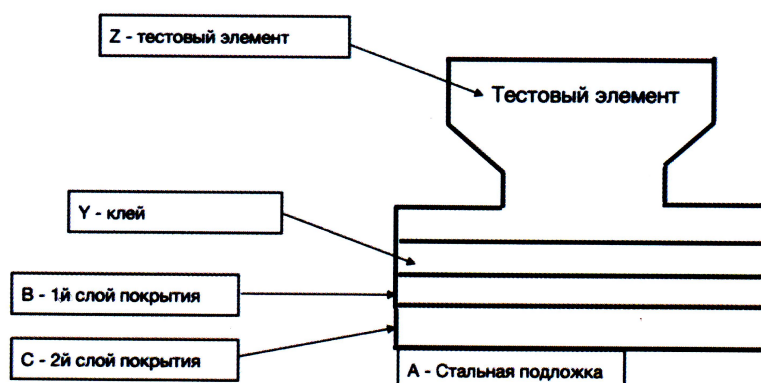 Z - тестовый элемент
Тестовый элемент
Y - клей
В - 1й слой покрытия
С - 2й слой покрытия
А - Стальная подложка